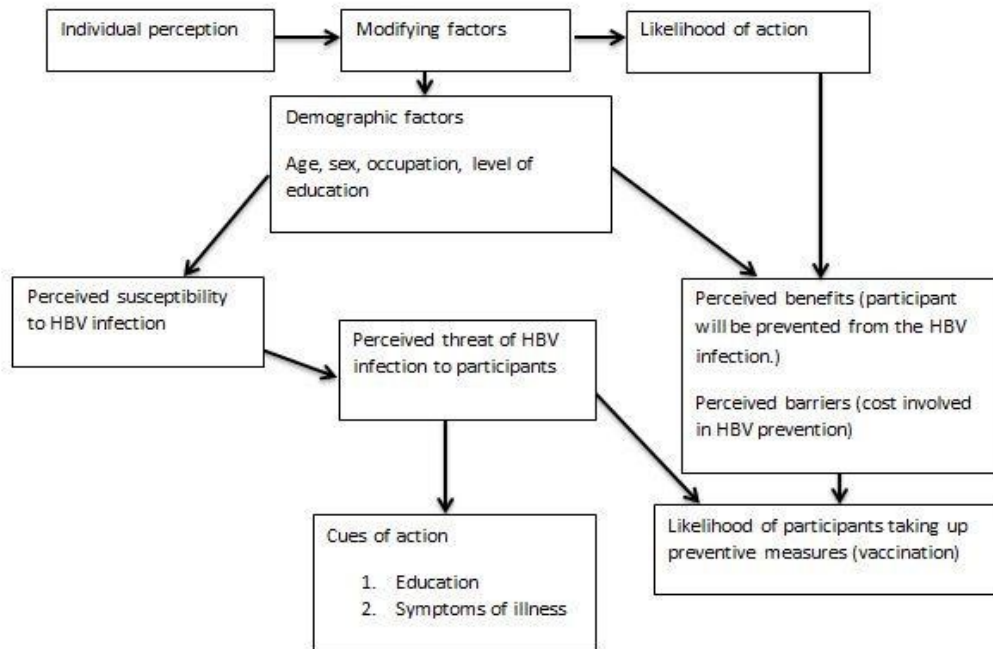 Individual perception
Modifying factors
Likelihood of action
Demographic factors
Age, sex, occupation, level of
education
Perceived susceptibility
to HBV infection
Perceived threat of HBV
infection to participants
Perceived benefits (participant
will be prevented from the HBV
infection.)
Perceived barriers (cost involved
in HBV prevention)
Cues of action
1. Education
2. Symptoms of illness
Likelihood of participants taking up
preventive measures (vaccination)